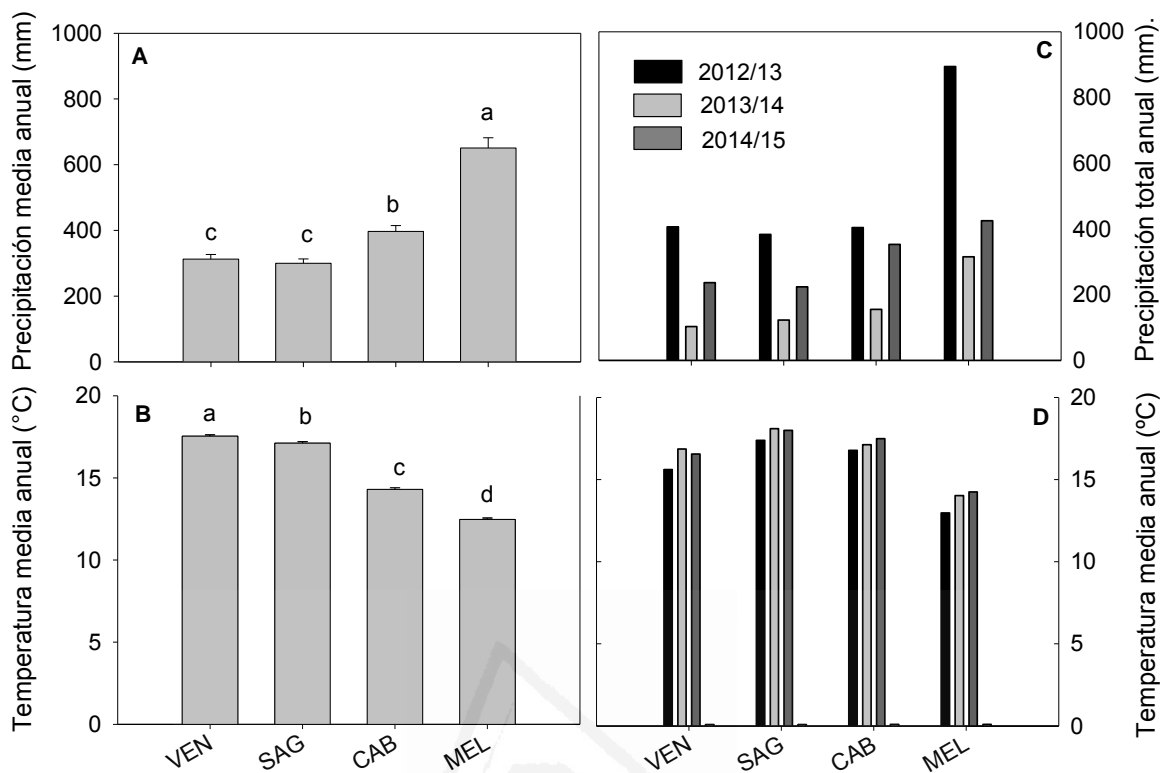 Precipitación media anual (mm)
1000
800
600
400
200
0
A
c
c
b
a
C
2012/13
2013/14
2014/15
1000
800
600
400
200
0
Precipitación total anual (mm).
Temperatura media anual (°C)
20
15
10
5
0
B
a
b
c
d
VEN
SAG
CAB
MEL
D
20
15
10
5
0
Temperatura media anual (ºC)
VEN
SAG
CAB
MEL